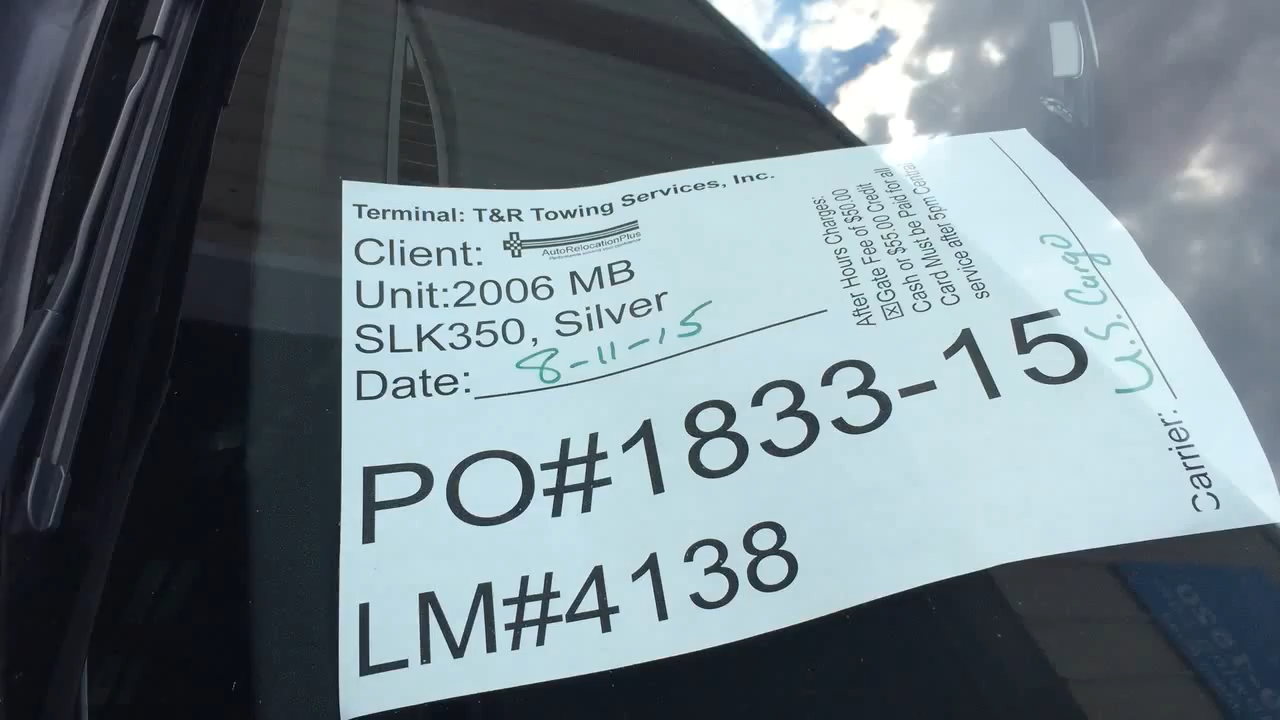 Terminal: T&R Towing Services, Inc.
Client: AutoRelocationPlus
Unit:2006 MB
SLK350, Silver
Date: 8-11-15
PO#1833-15
LM#4138
After Hours Charges:
☒Gate Fee of $50.00
Cash or $55.00 Credit
Card Must be Paid for all
service after 5pm Central
Carrier: U.S. Cargo